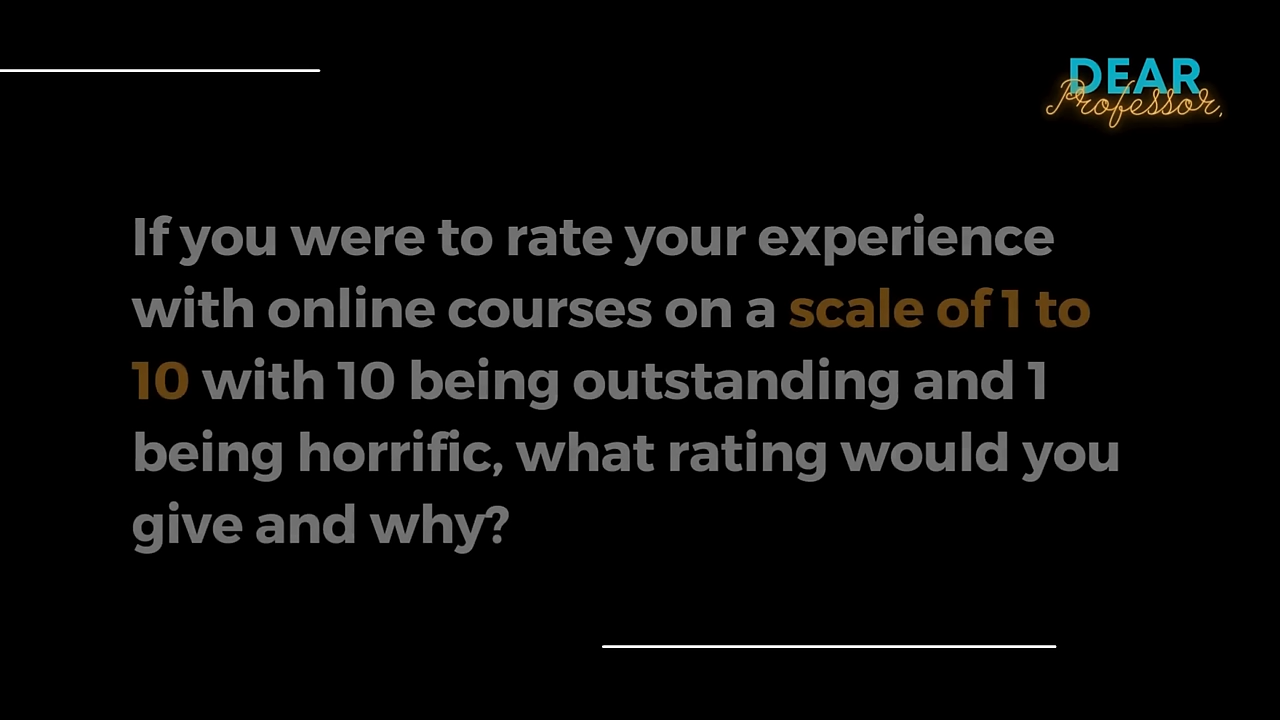 DEAR
Professor,
If you were to rate your experience
with online courses on a scale of 1 to
10 with 10 being outstanding and 1
being horrific, what rating would you
give and why?